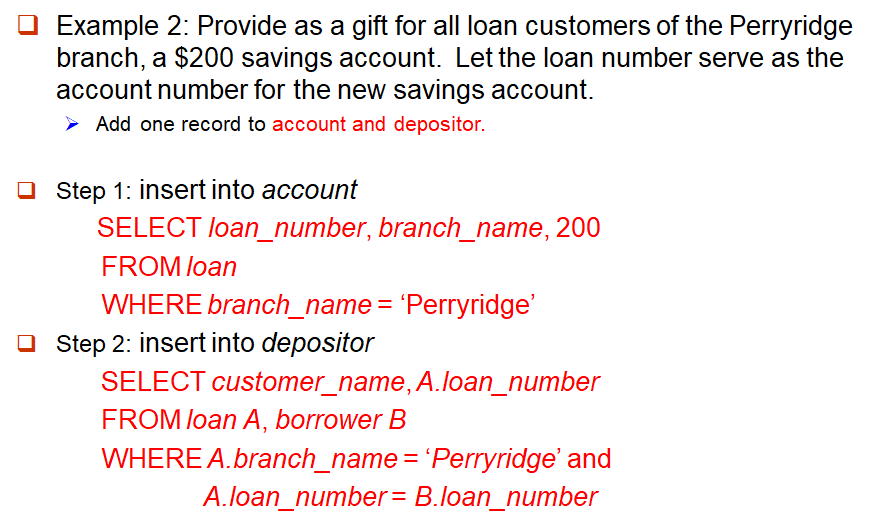 Example 2: Provide as a gift for all loan customers of the Perryridge
branch, a $200 savings account. Let the loan number serve as the
account number for the new savings account.
Add one record to account and depositor.
Step 1: insert into account
SELECT loan_number, branch_name, 200
FROM loan
WHERE branch_name = ‘Perryridge’
Step 2: insert into depositor
SELECT customer_name, A.loan_number
FROM loan A, borrower B
WHERE A.branch_name = ‘Perryridge’ and
A.loan_number = B.loan_number